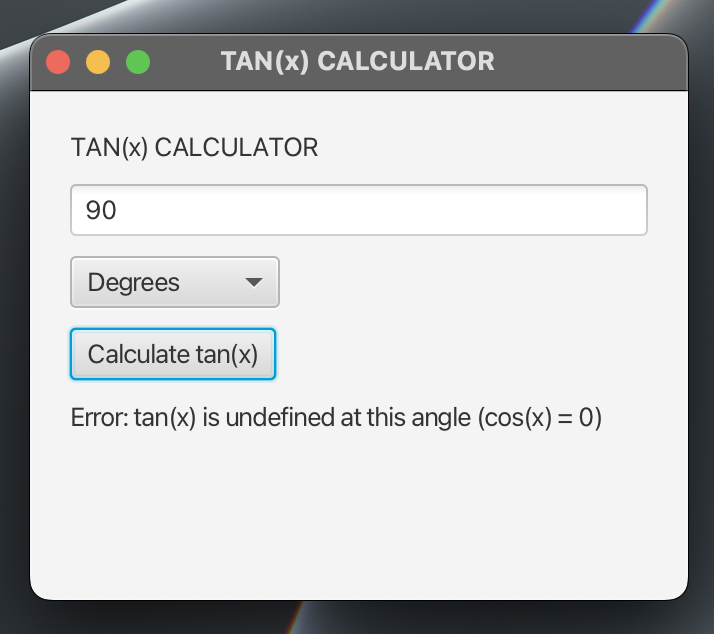 TAN(x) CALCULATOR
TAN(x) CALCULATOR
90
Degrees
Calculate tan(x)
Error: tan(x) is undefined at this angle (cos(x) = 0)